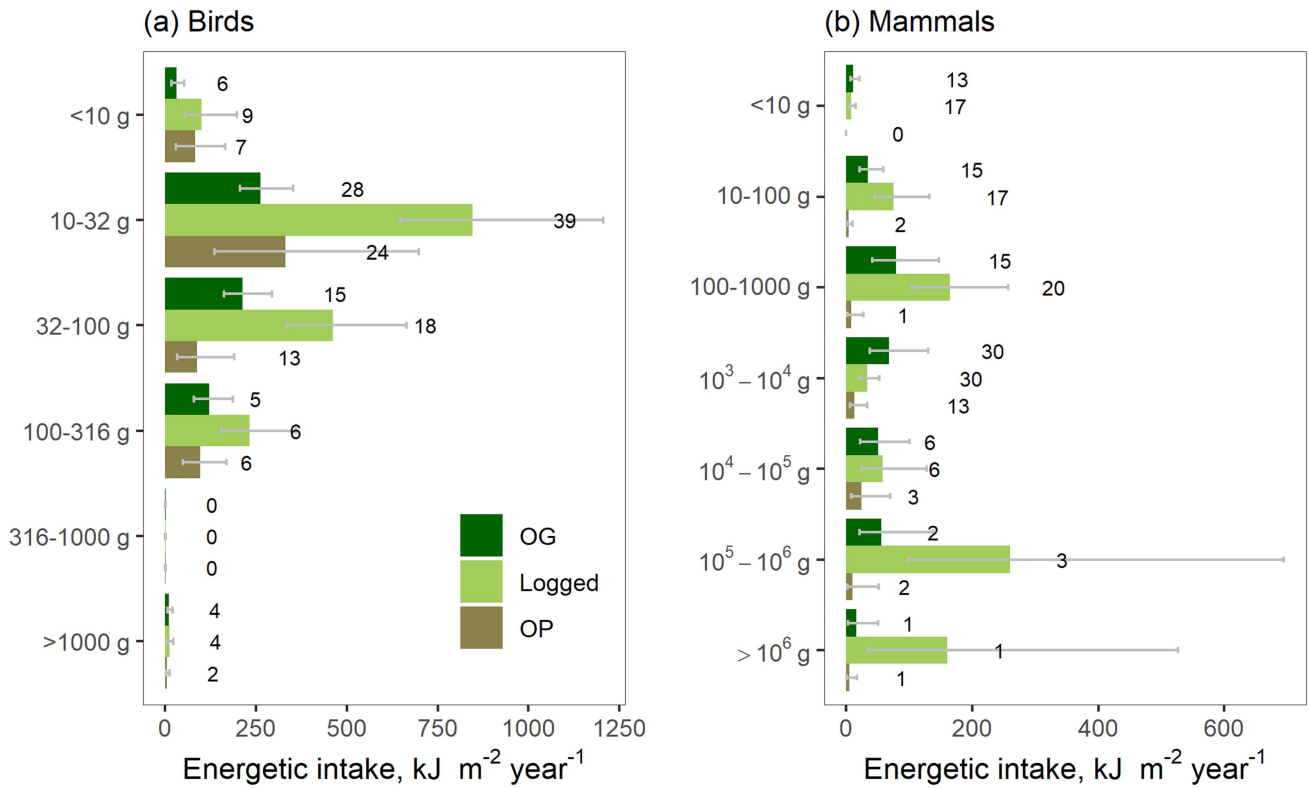 (a) Birds
<10 g
6
9
7
10-32 g
28
39
24
32-100 g
15
18
13
100-316 g
5
6
6
316-1000 g
0
0
0
>1000 g
4
4
2
OG
Logged
OP
0 250 500 750 1000 1250
Energetic intake, kJ m⁻² year⁻¹
(b) Mammals
<10 g
13
17
0
10-100 g
15
17
2
100-1000 g
15
20
1
10³ – 10⁴ g
30
30
13
10⁴ – 10⁵ g
6
6
3
10⁵ – 10⁶ g
2
3
2
> 10⁶ g
1
1
1
0 200 400 600
Energetic intake, kJ m⁻² year⁻¹